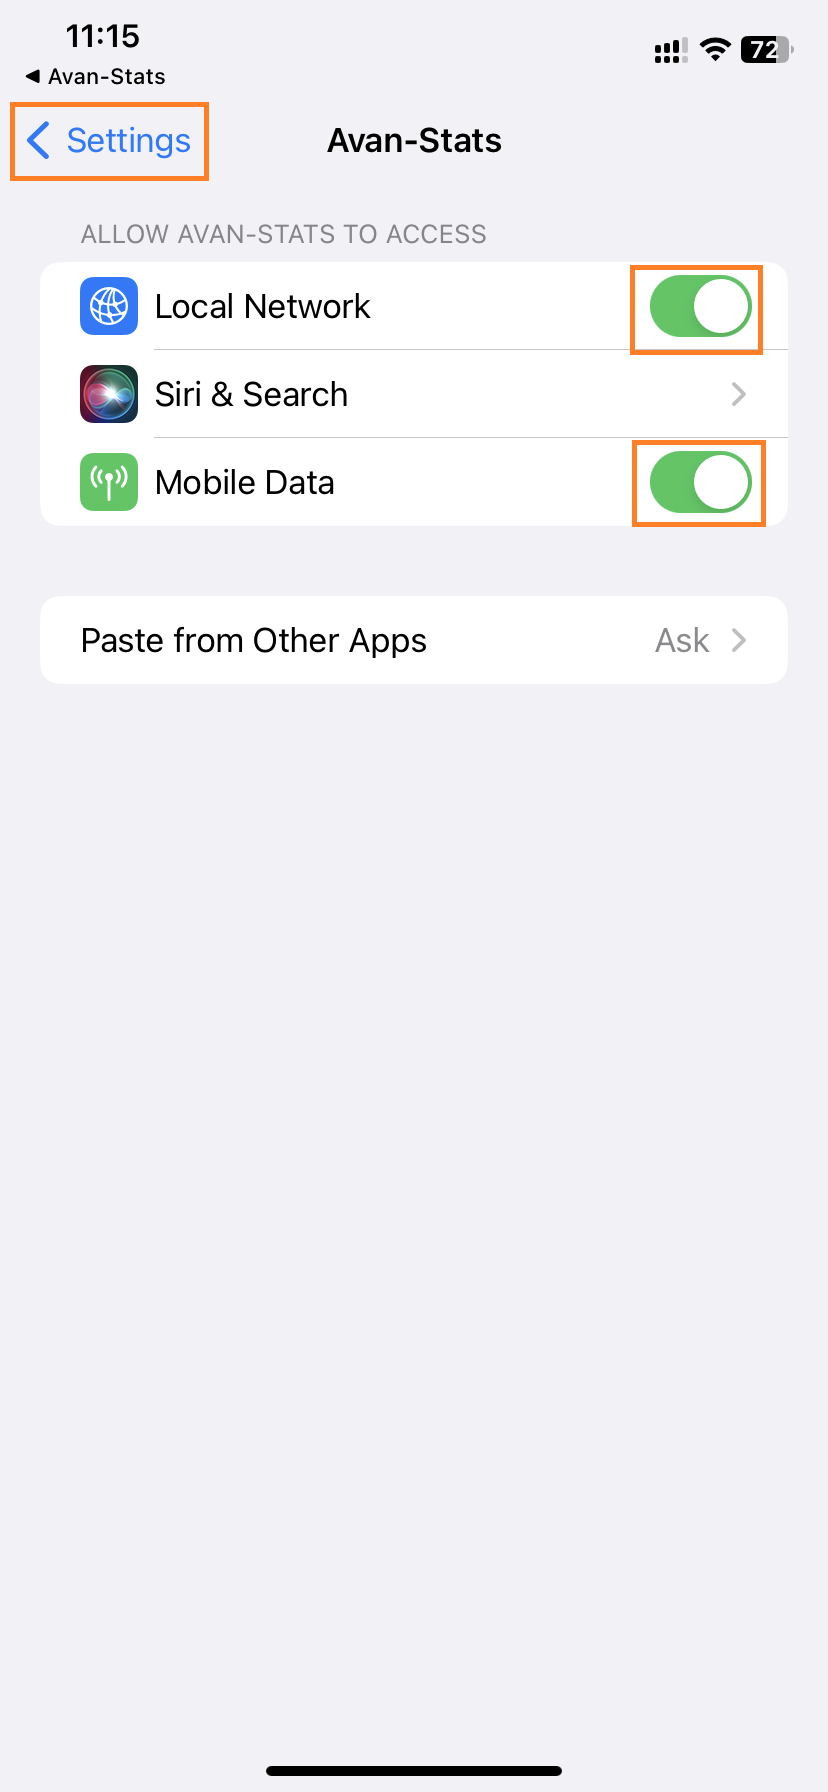 11:15
72
◀ Avan-Stats
Settings
Avan-Stats
ALLOW AVAN-STATS TO ACCESS
Local Network
Siri & Search
Mobile Data
Paste from Other Apps Ask